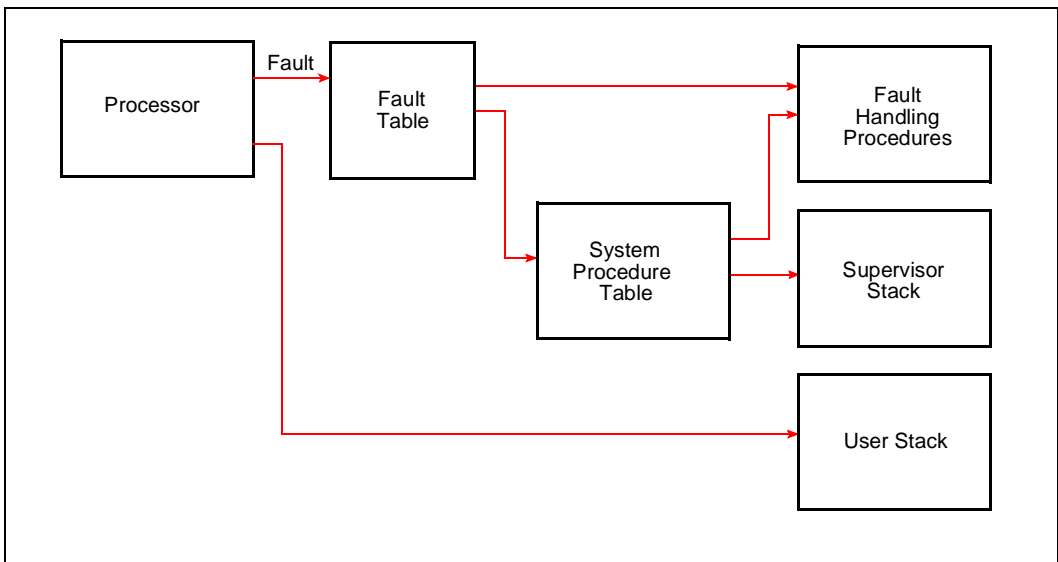 Processor
Fault
Fault
Table
Fault
Handling
Procedures
System
Procedure
Table
Supervisor
Stack
User Stack